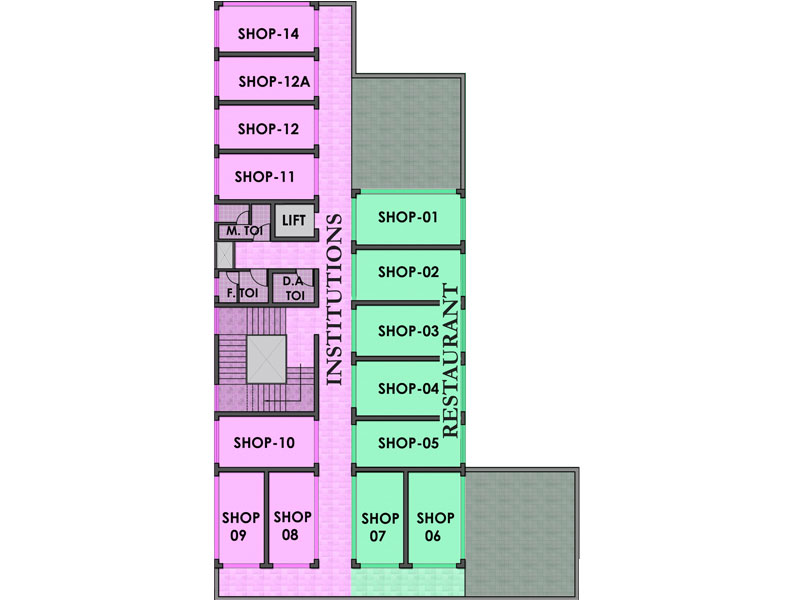 SHOP-14
SHOP-12A
SHOP-12
SHOP-11
M. TOI
LIFT
F. TOI
D.A
TOI
INSTITUTIONS
SHOP-10
SHOP
09
SHOP
08
SHOP-01
SHOP-02
SHOP-03
SHOP-04
SHOP-05
RESTAURANT
SHOP
07
SHOP
06